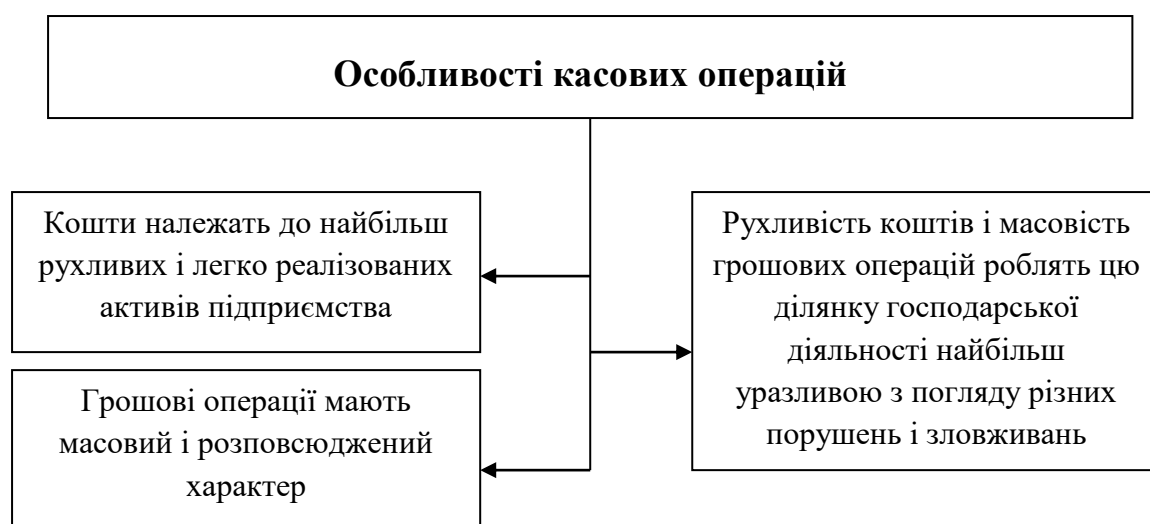 Особливості касових операцій
Кошти належать до найбільш
рухливих і легко реалізованих
активів підприємства
Грошові операції мають
масовий і розповсюджений
характер
Рухливість коштів і масовість
грошових операцій роблять цю
ділянку господарської
діяльності найбільш
уразливою з погляду різних
порушень і зловживань